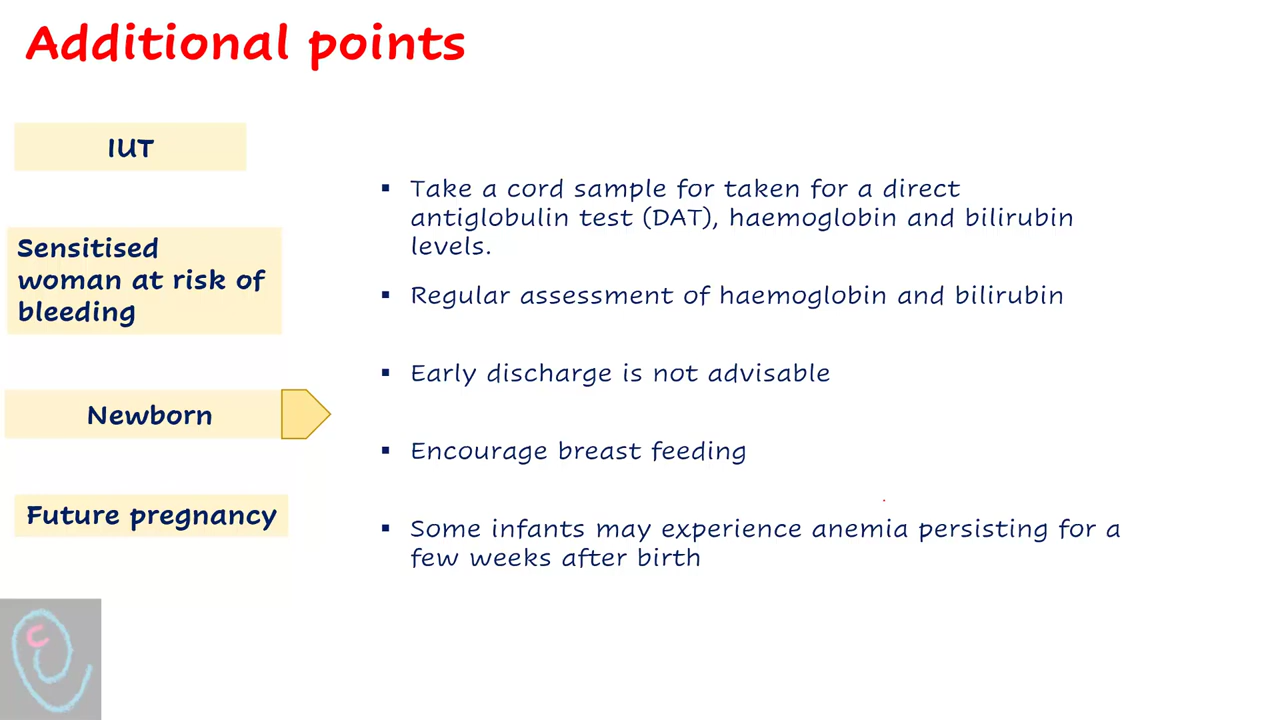 Additional points
IUT
Sensitised
woman at risk of
bleeding
Newborn
Future pregnancy
▪ Take a cord sample for taken for a direct
antiglobulin test (DAT), haemoglobin and bilirubin
levels.
▪ Regular assessment of haemoglobin and bilirubin
▪ Early discharge is not advisable
▪ Encourage breast feeding
▪ Some infants may experience anemia persisting for a
few weeks after birth
C